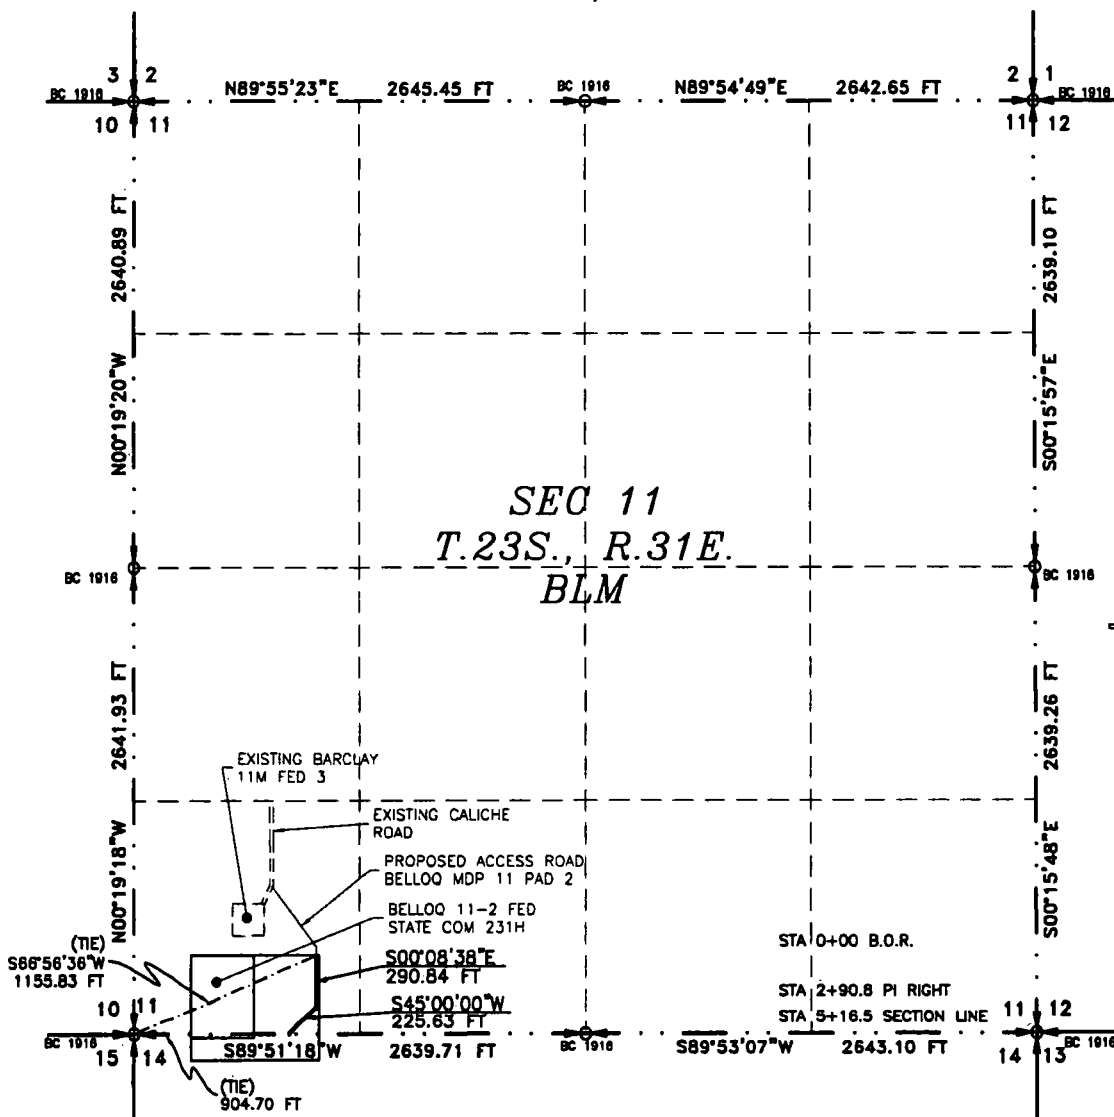 3 2
2 1
BC 1916
N89°55'23"E 2645.45 FT
BC 1916
N89°54'49"E 2642.65 FT
BC 1916
10 11
11 12
2640.89 FT
2639.10 FT
N00°19'20"W
S00°15'57"E
SEC 11
T.23S., R.31E.
BLM
BC 1916
BC 1916
2641.93 FT
2639.26 FT
EXISTING BARCLAY
11M FED 3
EXISTING CALICHE
ROAD
N00°19'18"W
S00°15'48"E
PROPOSED ACCESS ROAD
BELLOQ MDP 11 PAD 2
BELLOQ 11-2 FED
STATE COM 231H
(TIE)
S66°56'36"W
1155.83 FT
S00°08'38"E
290.84 FT
S45°00'00"W
225.63 FT
STA 0+00 B.O.R.
STA 2+90.8 PI RIGHT
STA 5+16.5 SECTION LINE
10 11
11 12
BC 1916
15 14
S89°51'18"W 2639.71 FT
BC 1916
S89°53'07"W 2643.10 FT
14 13
BC 1916
(TIE)
904.70 FT